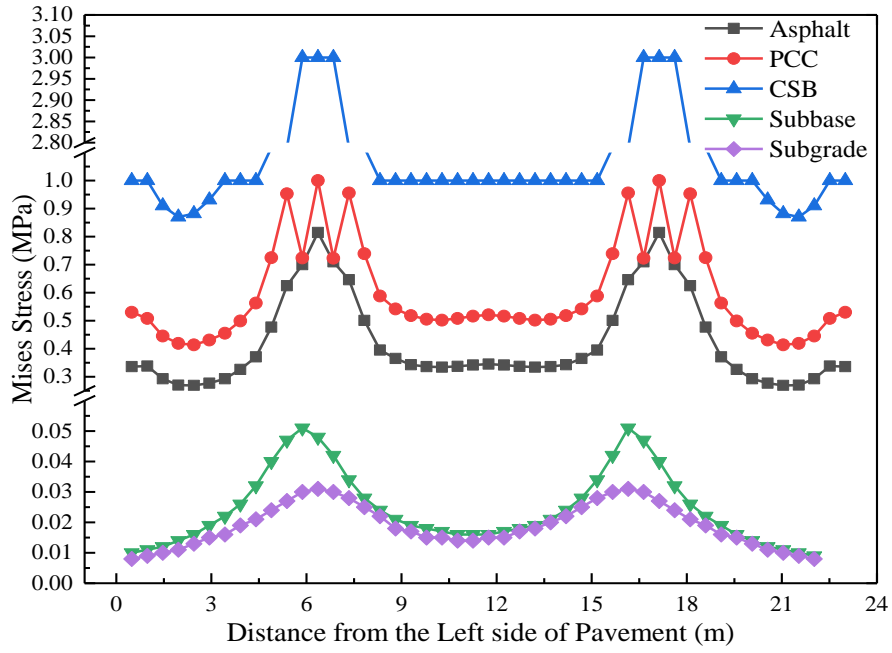 3.10
3.05
3.00
2.95
2.90
2.85
2.80
1.0
0.9
0.8
0.7
0.6
0.5
0.4
0.3
0.05
0.04
0.03
0.02
0.01
0.00
Mises Stress (MPa)
Asphalt
PCC
CSB
Subbase
Subgrade
0 3 6 9 12 15 18 21 24
Distance from the Left side of Pavement (m)